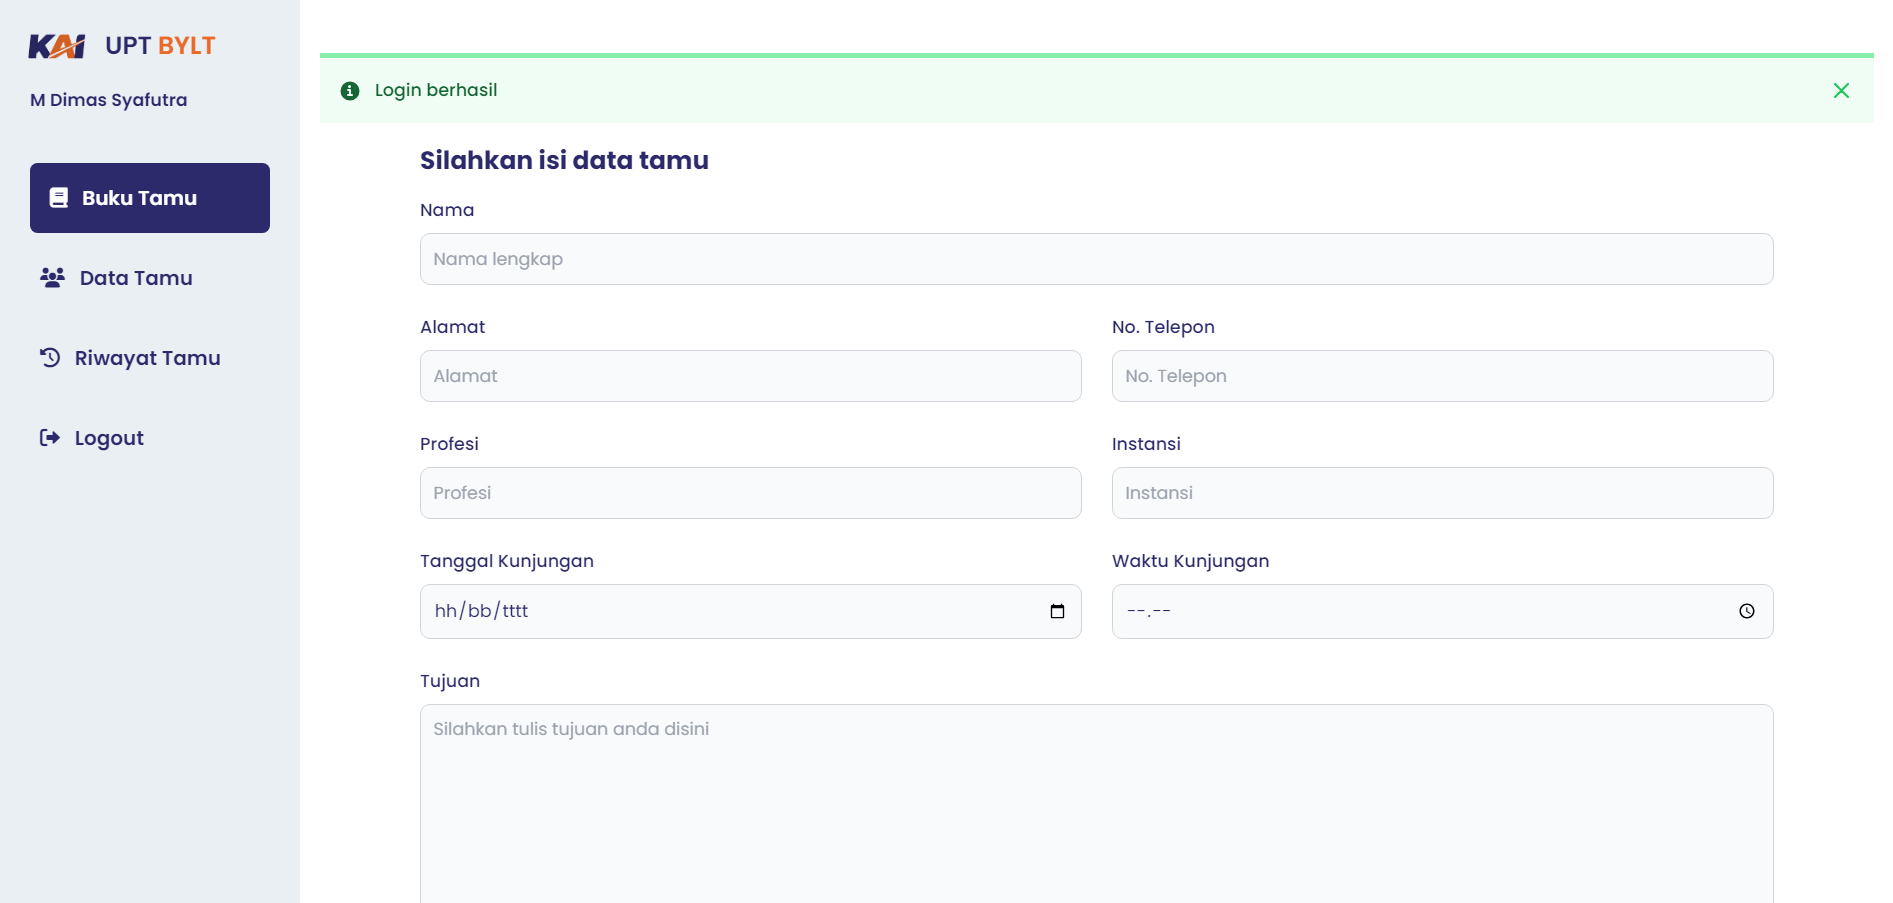 KAI UPT BYLT
M Dimas Syafutra
Buku Tamu
Data Tamu
Riwayat Tamu
Logout
Login berhasil
Silahkan isi data tamu
Nama
Nama lengkap
Alamat
Alamat
No. Telepon
No. Telepon
Profesi
Profesi
Instansi
Instansi
Tanggal Kunjungan
hh/bb/tttt
Waktu Kunjungan
--.--
Tujuan
Silahkan tulis tujuan anda disini